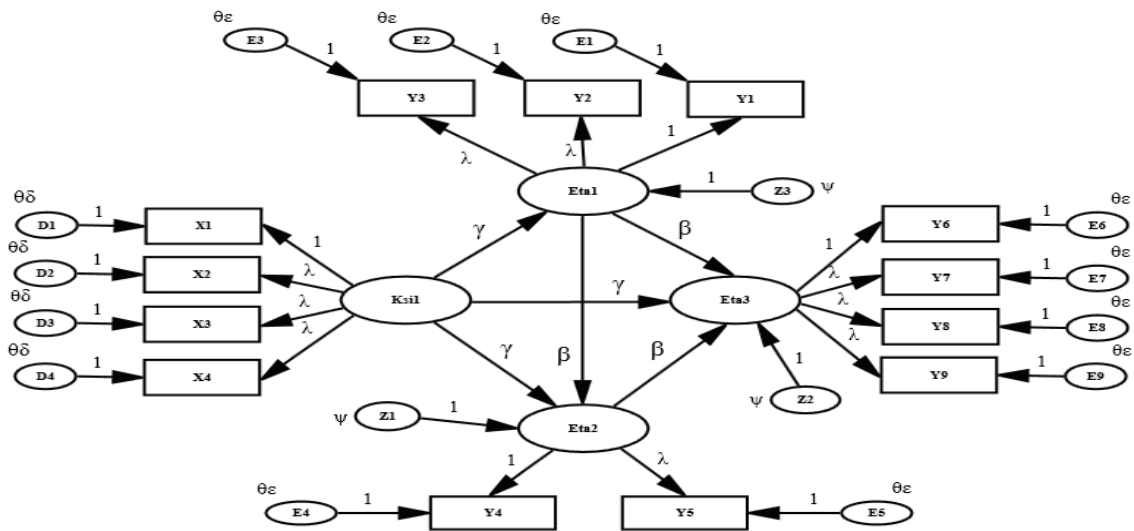 θε θε θε
E3 E2 E1
1 1 1
Y3 Y2 Y1
λ λ 1
Eta1 1 Z3 ψ
θδ
D1 1 X1 1
θδ
D2 1 X2 λ
θδ
D3 1 X3 λ
θδ
D4 1 X4 λ
Ksi1
γ β
γ
γ β β
Eta3
1 Y6 1 E6 θε
λ Y7 1 E7 θε
λ Y8 1 E8 θε
λ Y9 1 E9 θε
1
ψ Z2
ψ Z1 1 Eta2
1 λ
θε E4 1 Y4 Y5 1 E5 θε